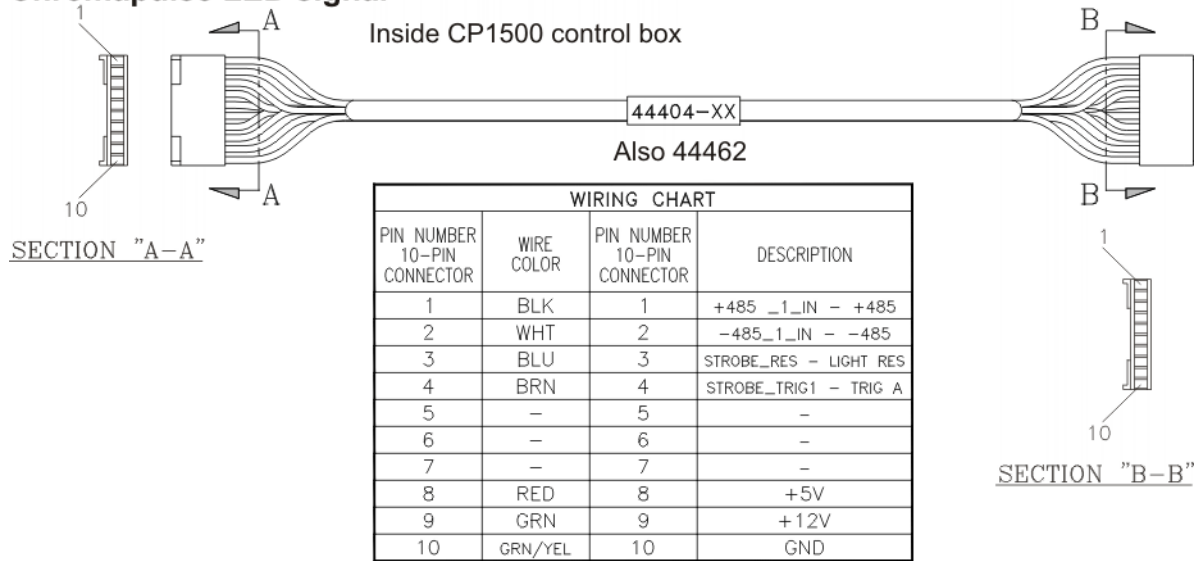 A
B
1
Inside CP1500 control box
44404-XX
Also 44462
A
B
10
SECTION "A-A"
WIRING CHART
PIN NUMBER 10-PIN CONNECTOR WIRE COLOR PIN NUMBER 10-PIN CONNECTOR DESCRIPTION
1 BLK 1 +485 _1_IN - +485
2 WHT 2 -485_1_IN - -485
3 BLU 3 STROBE_RES - LIGHT RES
4 BRN 4 STROBE_TRIG1 - TRIG A
5 - 5 -
6 - 6 -
7 - 7 -
8 RED 8 +5V
9 GRN 9 +12V
10 GRN/YEL 10 GND
1
10
SECTION "B-B"